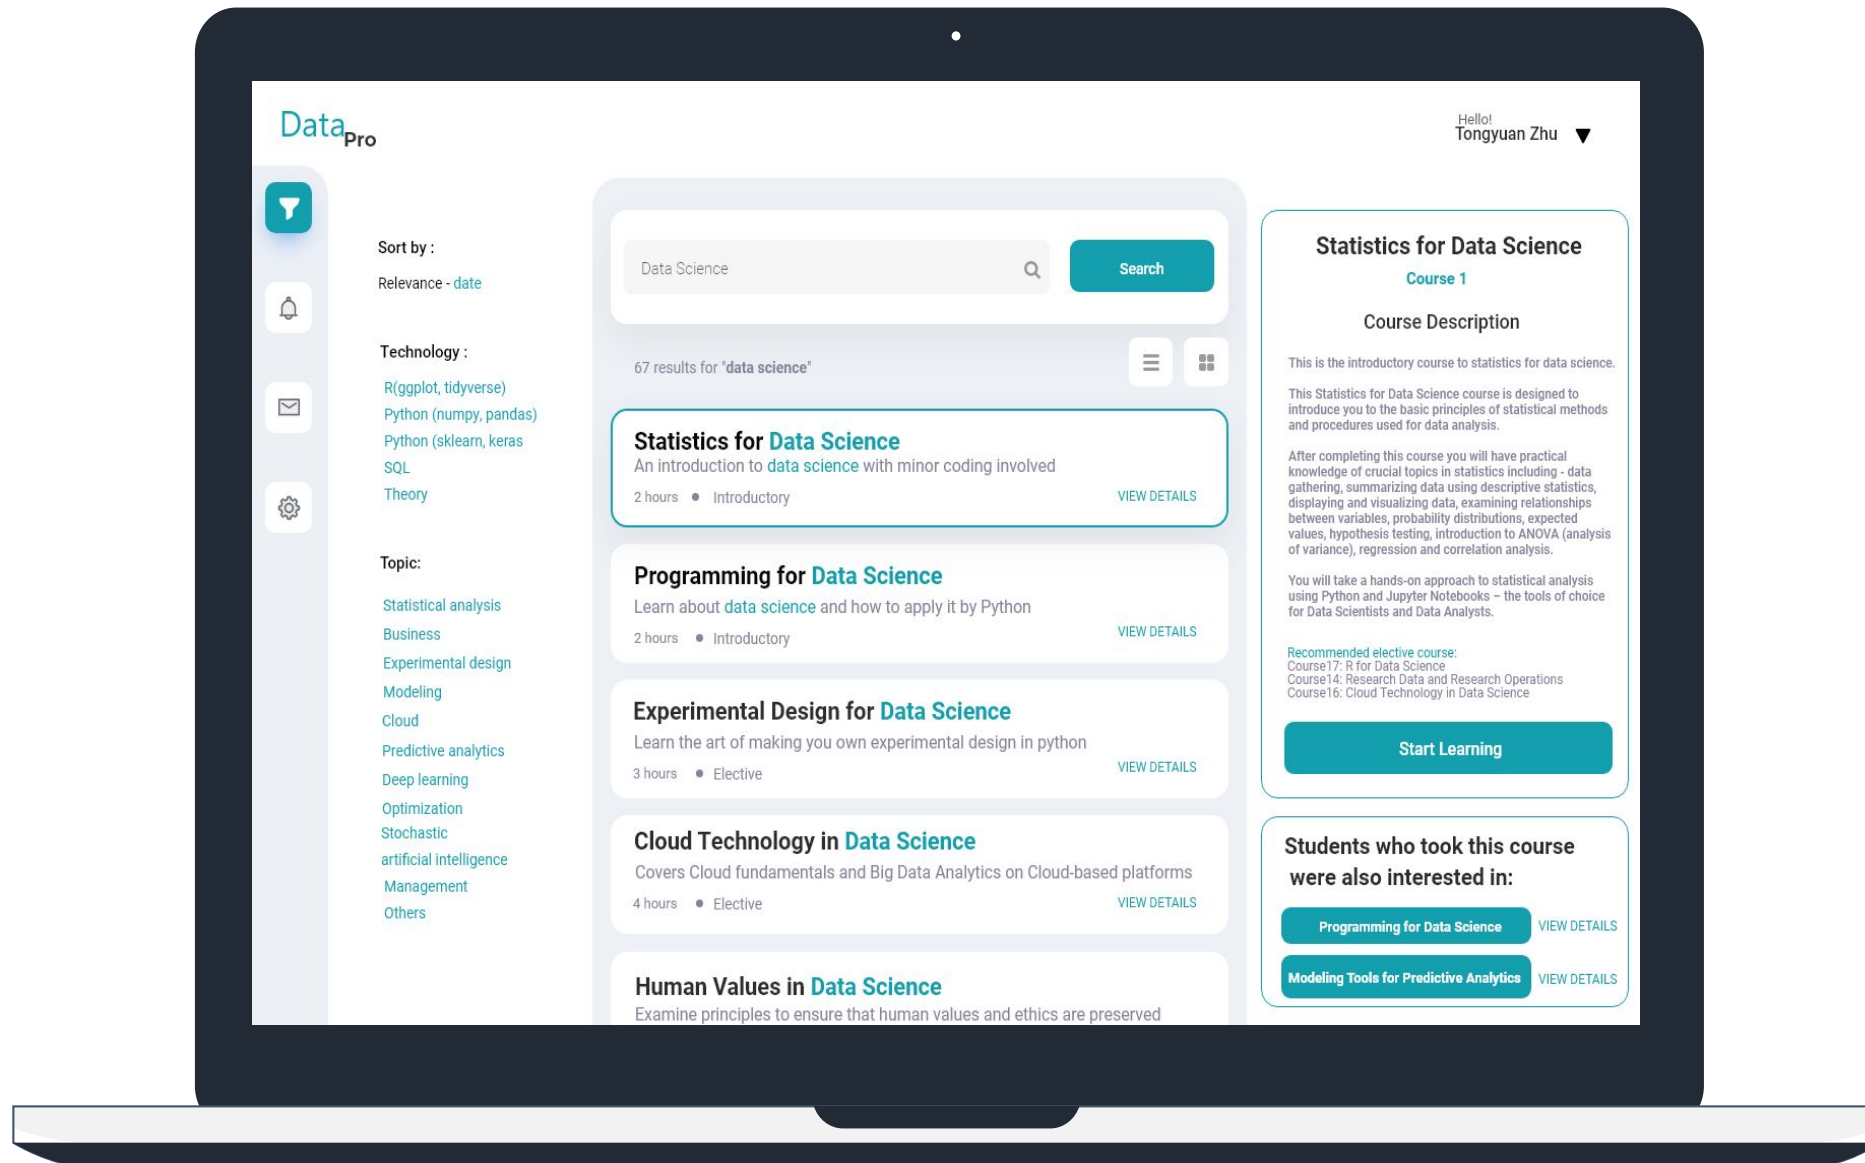 Data Pro
Hello!
Tongyuan Zhu
Sort by :
Relevance - date
Technology :
R(ggplot, tidyverse)
Python (numpy, pandas)
Python (sklearn, keras
SQL
Theory
Topic:
Statistical analysis
Business
Experimental design
Modeling
Cloud
Predictive analytics
Deep learning
Optimization
Stochastic
artificial intelligence
Management
Others
Data Science
Search
67 results for "data science"
Statistics for Data Science
An introduction to data science with minor coding involved
2 hours • Introductory
VIEW DETAILS
Programming for Data Science
Learn about data science and how to apply it by Python
2 hours • Introductory
VIEW DETAILS
Experimental Design for Data Science
Learn the art of making you own experimental design in python
3 hours • Elective
VIEW DETAILS
Cloud Technology in Data Science
Covers Cloud fundamentals and Big Data Analytics on Cloud-based platforms
4 hours • Elective
VIEW DETAILS
Human Values in Data Science
Examine principles to ensure that human values and ethics are preserved
Statistics for Data Science
Course 1
Course Description
This is the introductory course to statistics for data science.
This Statistics for Data Science course is designed to
introduce you to the basic principles of statistical methods
and procedures used for data analysis.
After completing this course you will have practical
knowledge of crucial topics in statistics including - data
gathering, summarizing data using descriptive statistics,
displaying and visualizing data, examining relationships
between variables, probability distributions, expected
values, hypothesis testing, introduction to ANOVA (analysis
of variance), regression and correlation analysis.
You will take a hands-on approach to statistical analysis
using Python and Jupyter Notebooks – the tools of choice
for Data Scientists and Data Analysts.
Recommended elective course:
Course17: R for Data Science
Course14: Research Data and Research Operations
Course16: Cloud Technology in Data Science
Start Learning
Students who took this course
were also interested in:
Programming for Data Science
VIEW DETAILS
Modeling Tools for Predictive Analytics
VIEW DETAILS